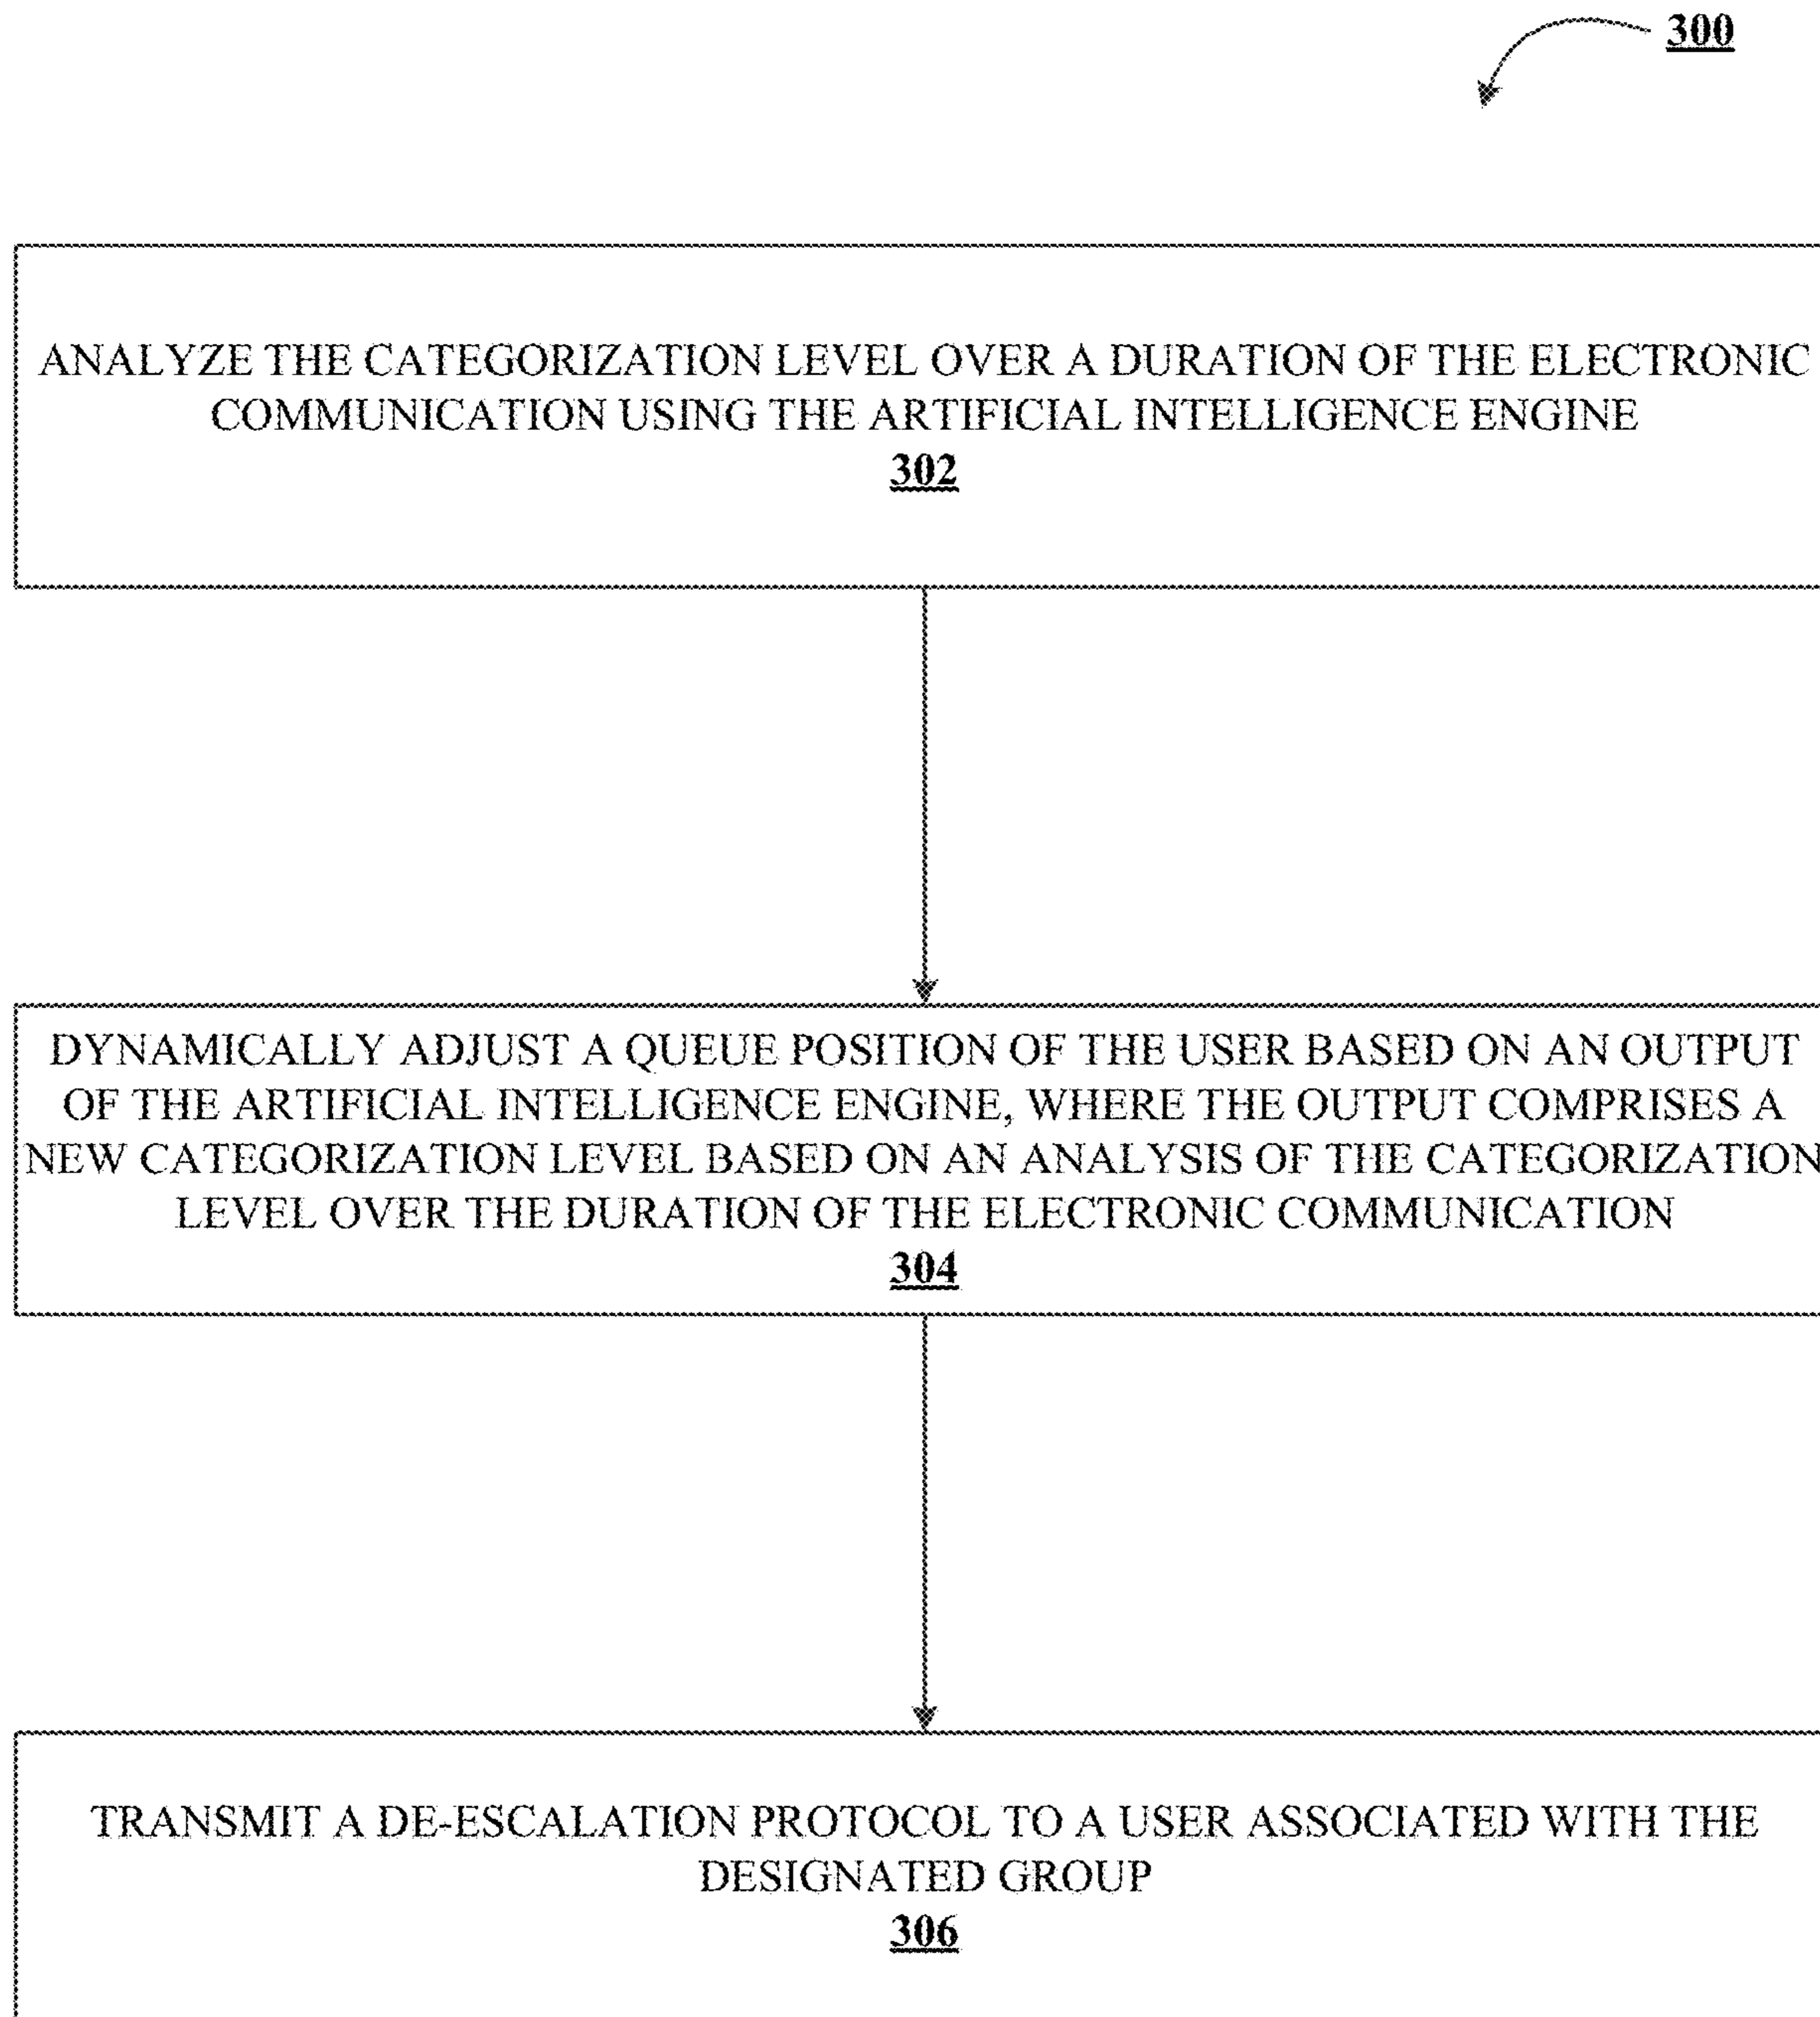 300
ANALYZE THE CATEGORIZATION LEVEL OVER A DURATION OF THE ELECTRONIC
COMMUNICATION USING THE ARTIFICIAL INTELLIGENCE ENGINE
302
DYNAMICALLY ADJUST A QUEUE POSITION OF THE USER BASED ON AN OUTPUT
OF THE ARTIFICIAL INTELLIGENCE ENGINE, WHERE THE OUTPUT COMPRISES A
NEW CATEGORIZATION LEVEL BASED ON AN ANALYSIS OF THE CATEGORIZATION
LEVEL OVER THE DURATION OF THE ELECTRONIC COMMUNICATION
304
TRANSMIT A DE-ESCALATION PROTOCOL TO A USER ASSOCIATED WITH THE
DESIGNATED GROUP
306